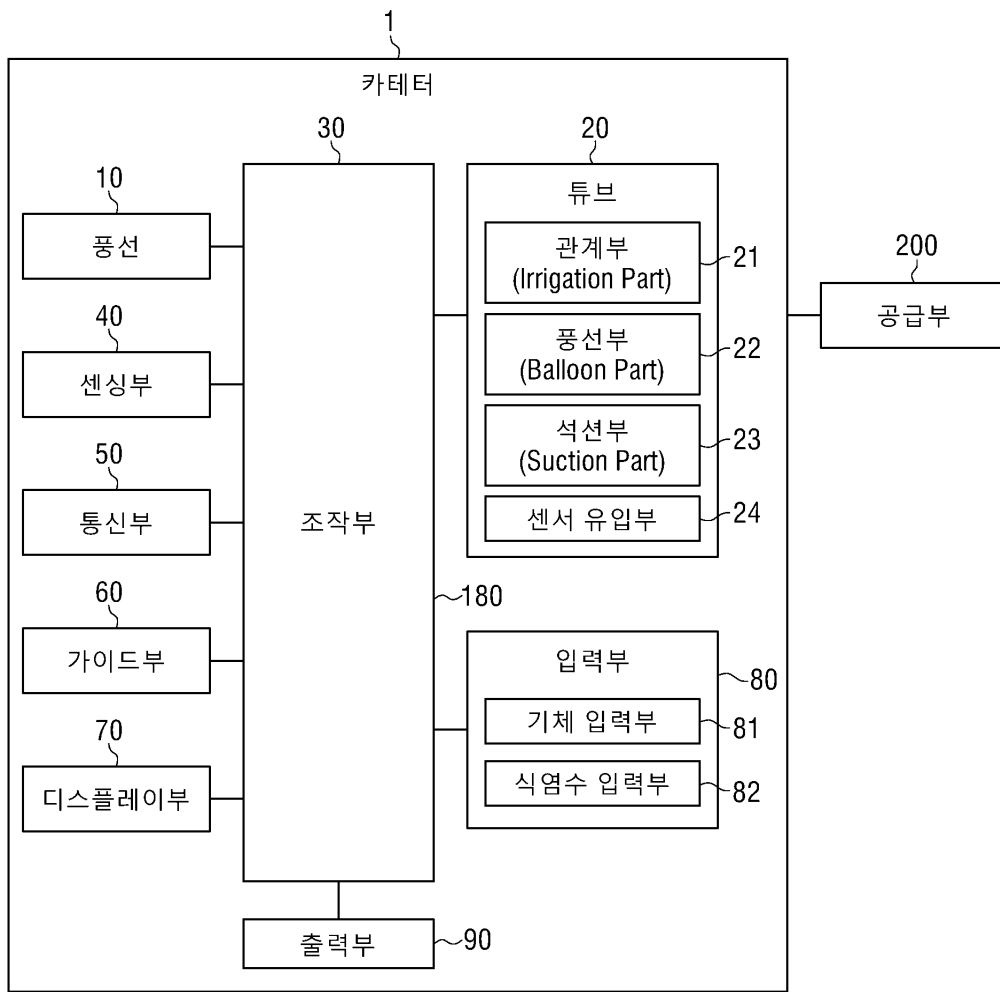 1
카테터
30
20
10
풍선
튜브
관계부
(Irrigation Part)
21
200
공급부
40
센싱부
풍선부
(Balloon Part)
22
50
통신부
조작부
석션부
(Suction Part)
23
센서 유입부
24
60
가이드부
180
입력부
80
70
디스플레이부
기체 입력부
81
식염수 입력부
82
출력부
90